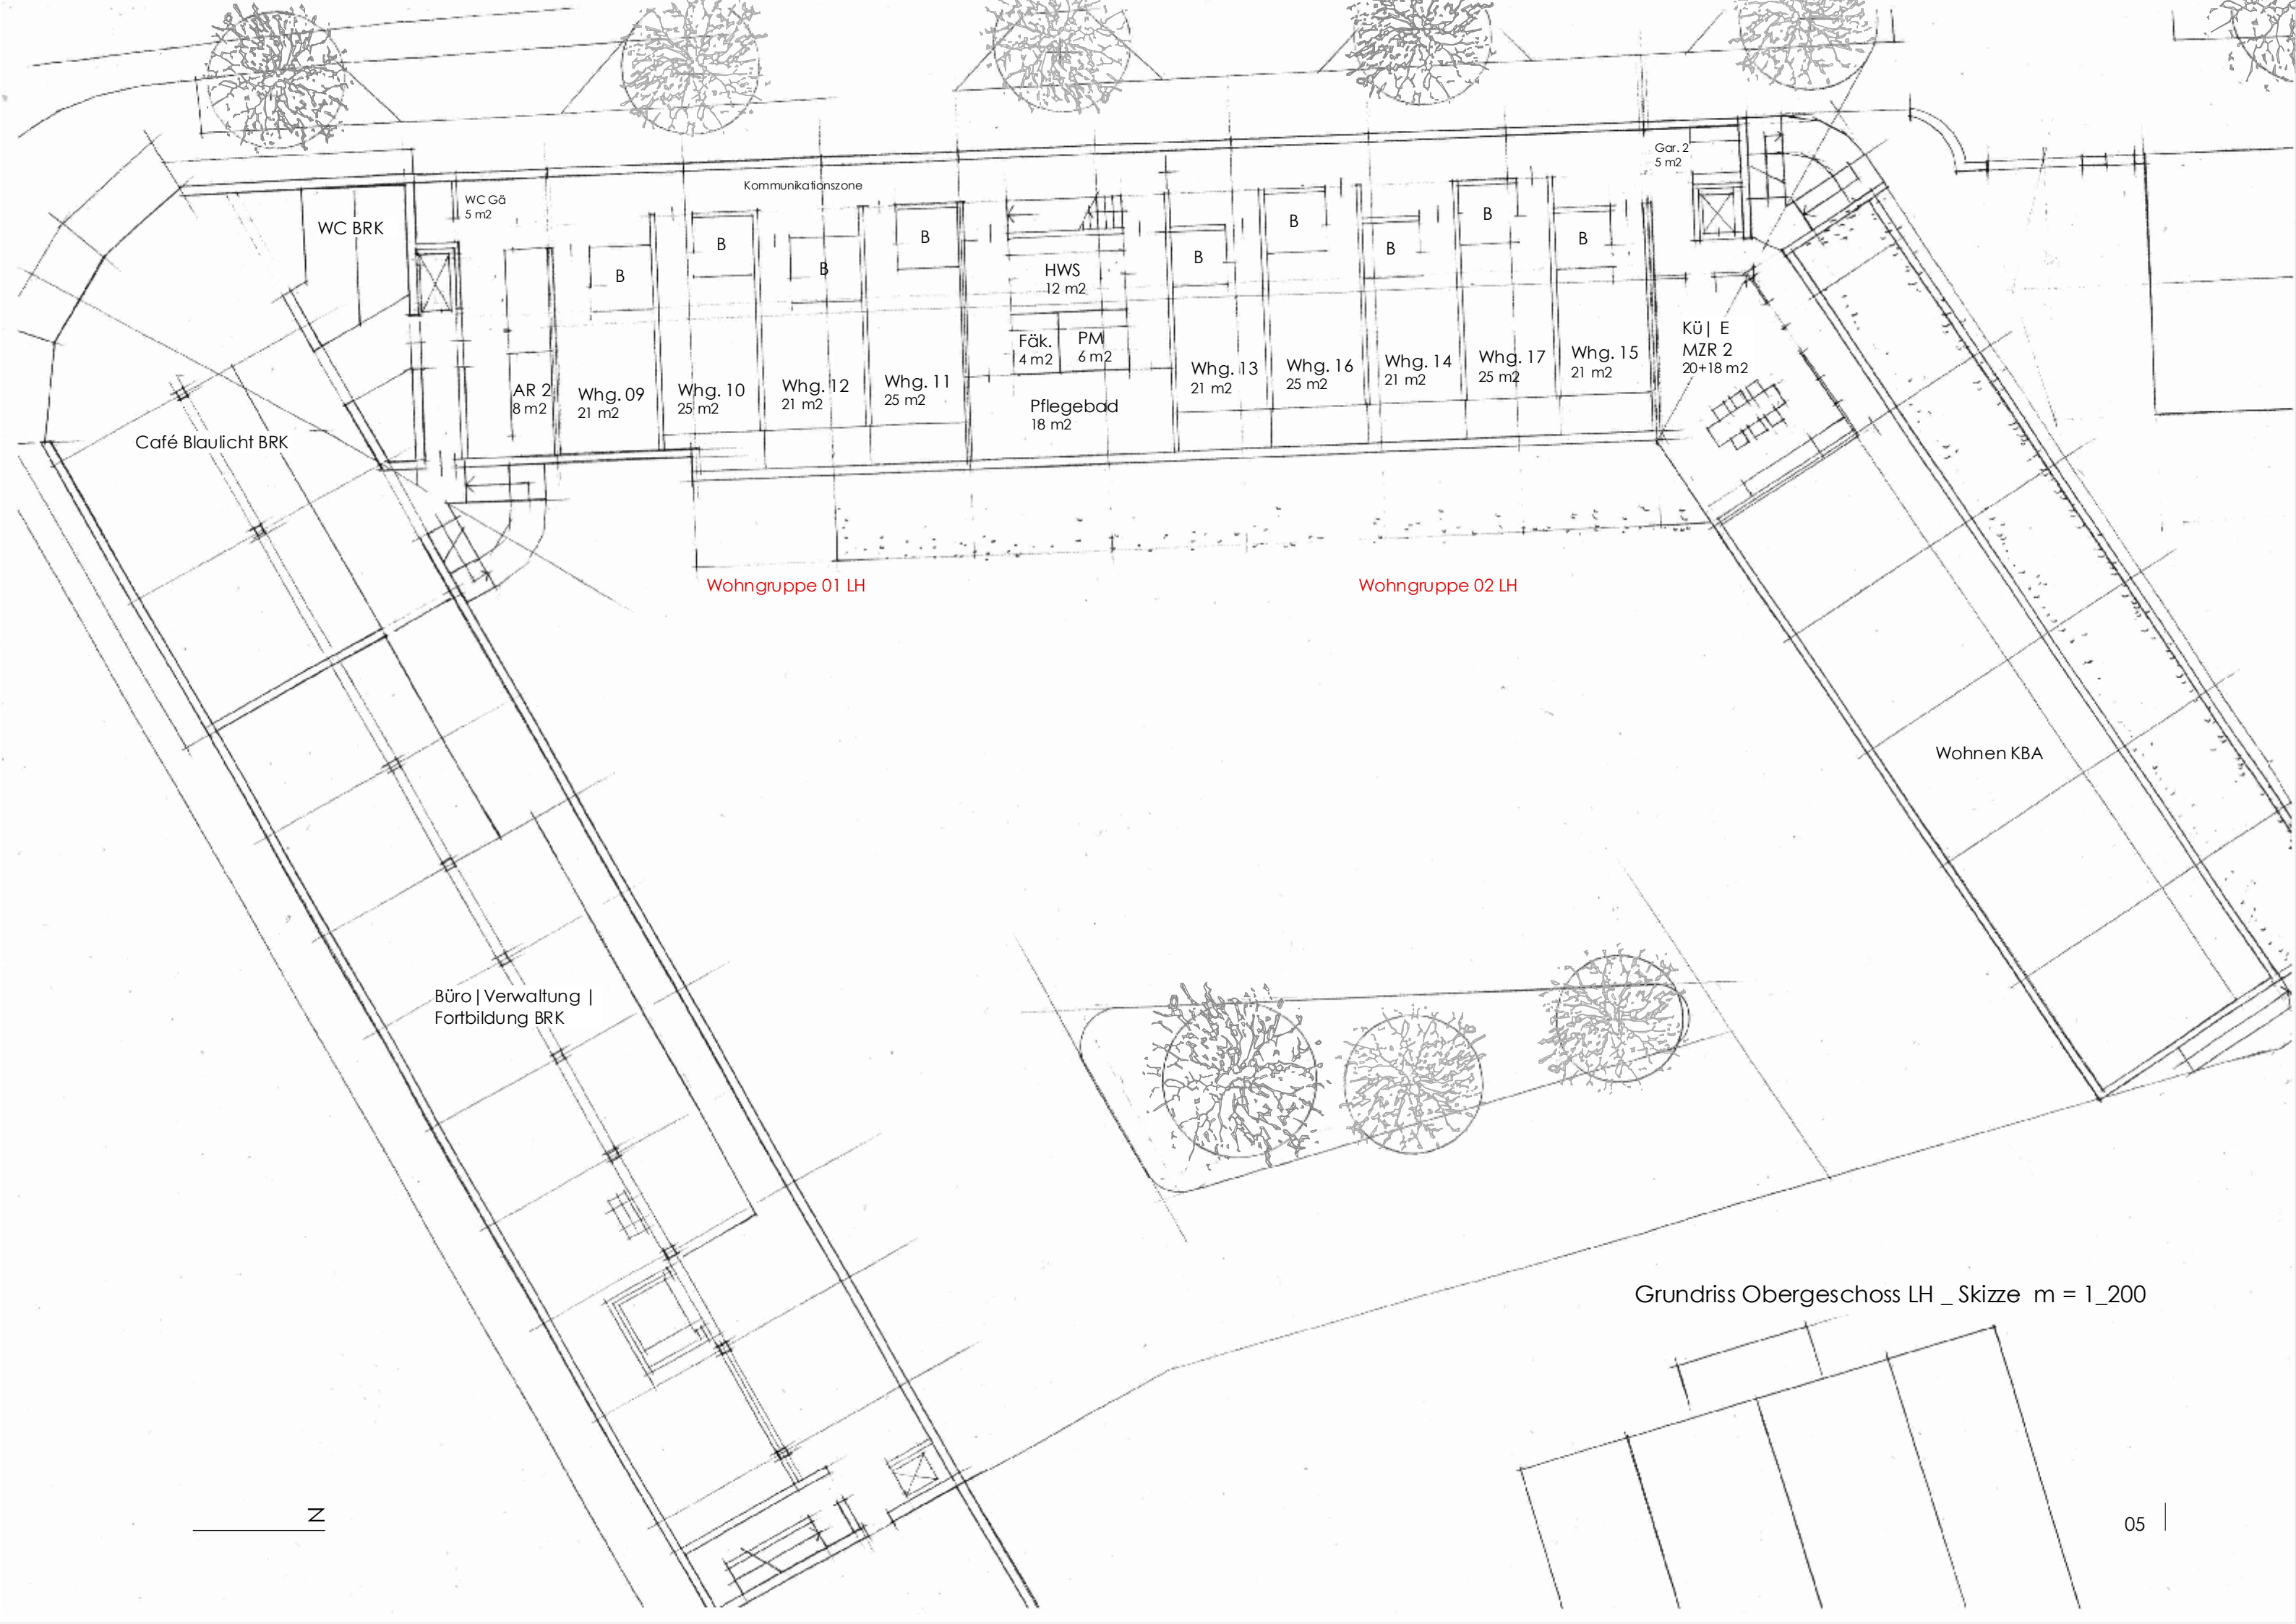 Gar. 2
5 m2
Kommunikationszone
WC Gä
5 m2
WC BRK
B
B
B
B
B
B
B
B
B
HWS
12 m2
Fäk.
4 m2
PM
6 m2
Pflegebad
18 m2
Kü| E
MZR 2
20+18 m2
AR 2
8 m2
Whg. 09
21 m2
Whg. 10
25 m2
Whg. 12
21 m2
Whg. 11
25 m2
Whg. 13
21 m2
Whg. 16
25 m2
Whg. 14
21 m2
Whg. 17
25 m2
Whg. 15
21 m2
Café Blaulicht BRK
Wohngruppe 01 LH
Wohngruppe 02 LH
Wohnen KBA
Büro|Verwaltung |
Fortbildung BRK
Grundriss Obergeschoss LH _ Skizze m = 1_200
N
05